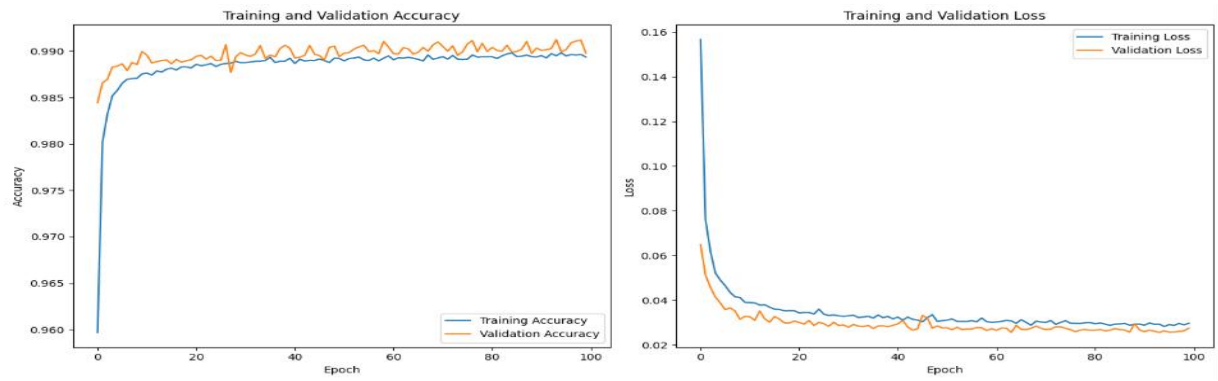 Training and Validation Accuracy
0.990
0.985
0.980
0.975
0.970
0.965
0.960
Accuracy
Training Accuracy
Validation Accuracy
0
20
40
60
80
100
Epoch
Training and Validation Loss
0.16
0.14
0.12
0.10
0.08
0.06
0.04
0.02
Loss
Training Loss
Validation Loss
0
20
40
60
80
100
Epoch